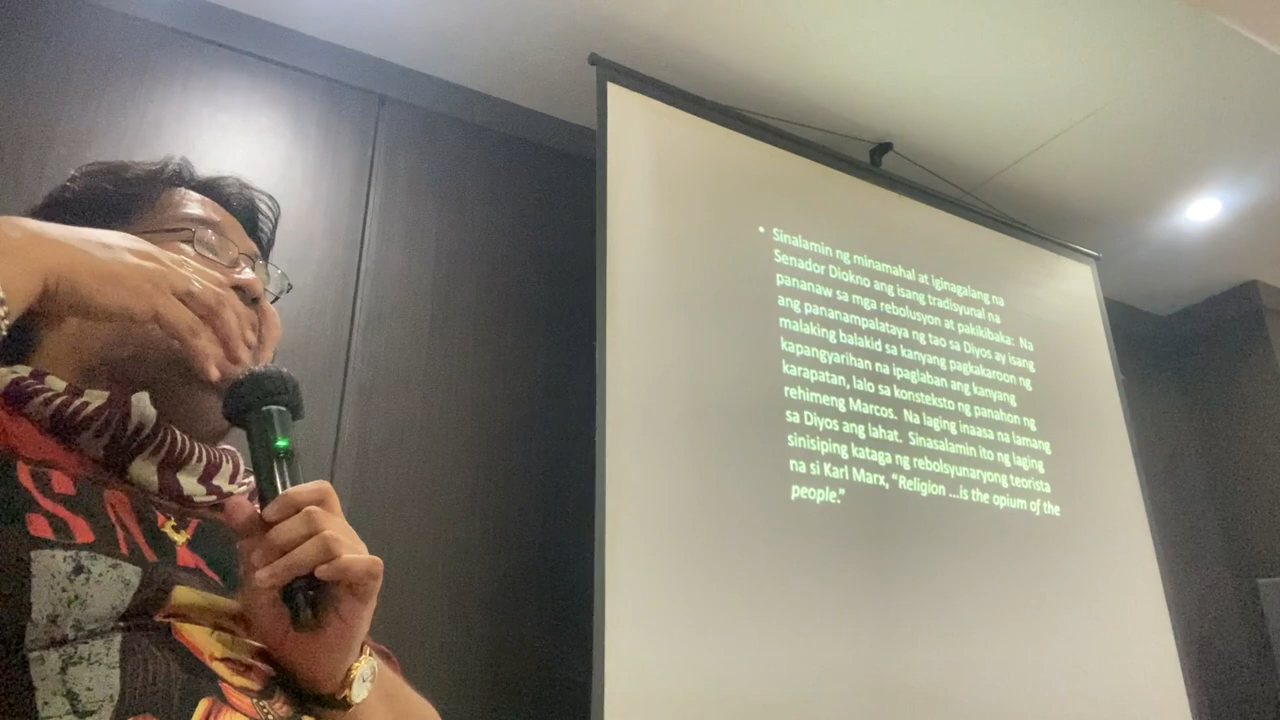 • Sinalamin ng minamahal at iginagalang na
Senador Diokno ang isang tradisyunal na
pananaw sa mga rebolusyon at pakikibaka: Na
ang pananampalataya ng tao sa Diyos ay isang
malaking balakid sa kanyang pagkakaroon ng
kapangyarihan na ipaglaban ang kanyang
karapatan, lalo sa konsteksto ng panahon ng
rehimeng Marcos. Na laging inaasa na lamang
sa Diyos ang lahat. Sinasalamin ito ng laging
sinisiping kataga ng rebolsyunaryong teorista
na si Karl Marx, “Religion ...is the opium of the
people.”